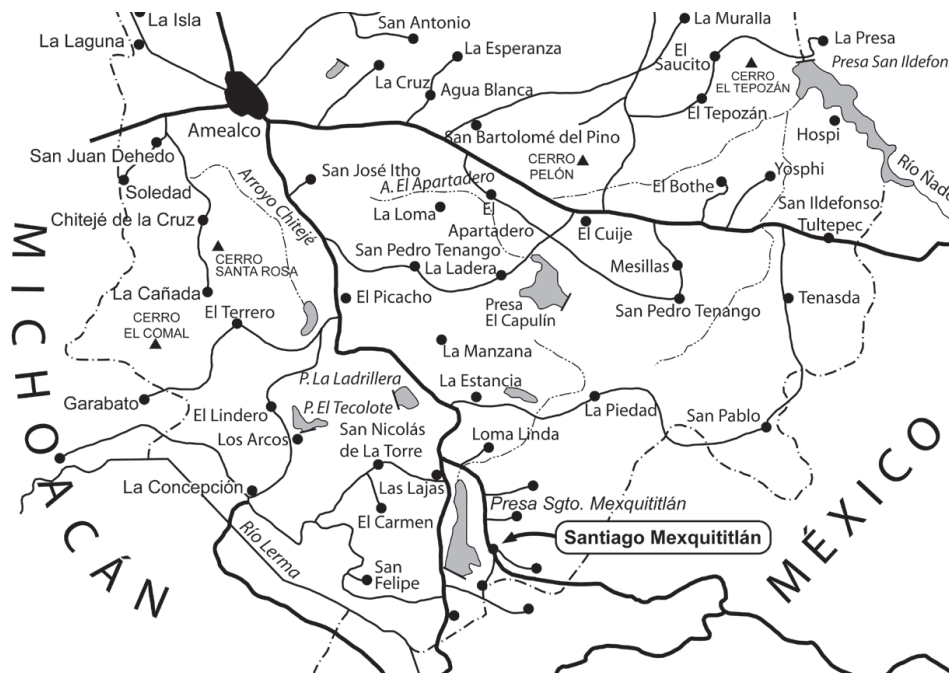 La Isla
San Antonio
La Muralla
La Laguna
La Esperanza
El
Saucito
La Presa
Presa San Ildefon
CERRO
EL TEPOZÁN
La Cruz
Agua Blanca
El Tepozán
Amealco
San Bartolomé del Pino
Hospi
San Juan Dehedo
CERRO
PELÓN
San José Itho
Arroyo Chitejé
A. El Apartadero
El Bothe
Yosphi
Río Ñadó
Soledad
La Loma
El
Apartadero
San Ildefonso
Tultepec
Chitejé de la Cruz
El Cuije
CERRO
SANTA ROSA
San Pedro Tenango
La Ladera
Mesillas
La Cañada
El Picacho
Presa
El Capulín
San Pedro Tenango
Tenasda
El Terrero
CERRO
EL COMAL
La Manzana
P. La Ladrillera
La Estancia
Garabato
El Lindero
P. El Tecolote
La Piedad
San Pablo
Los Arcos
San Nicolás
de La Torre
Loma Linda
La Concepción
Las Lajas
Presa Sgto. Mexquititlán
El Carmen
Santiago Mexquititlán
Río Lerma
San
Felipe
MICHOACÁN
MÉXICO